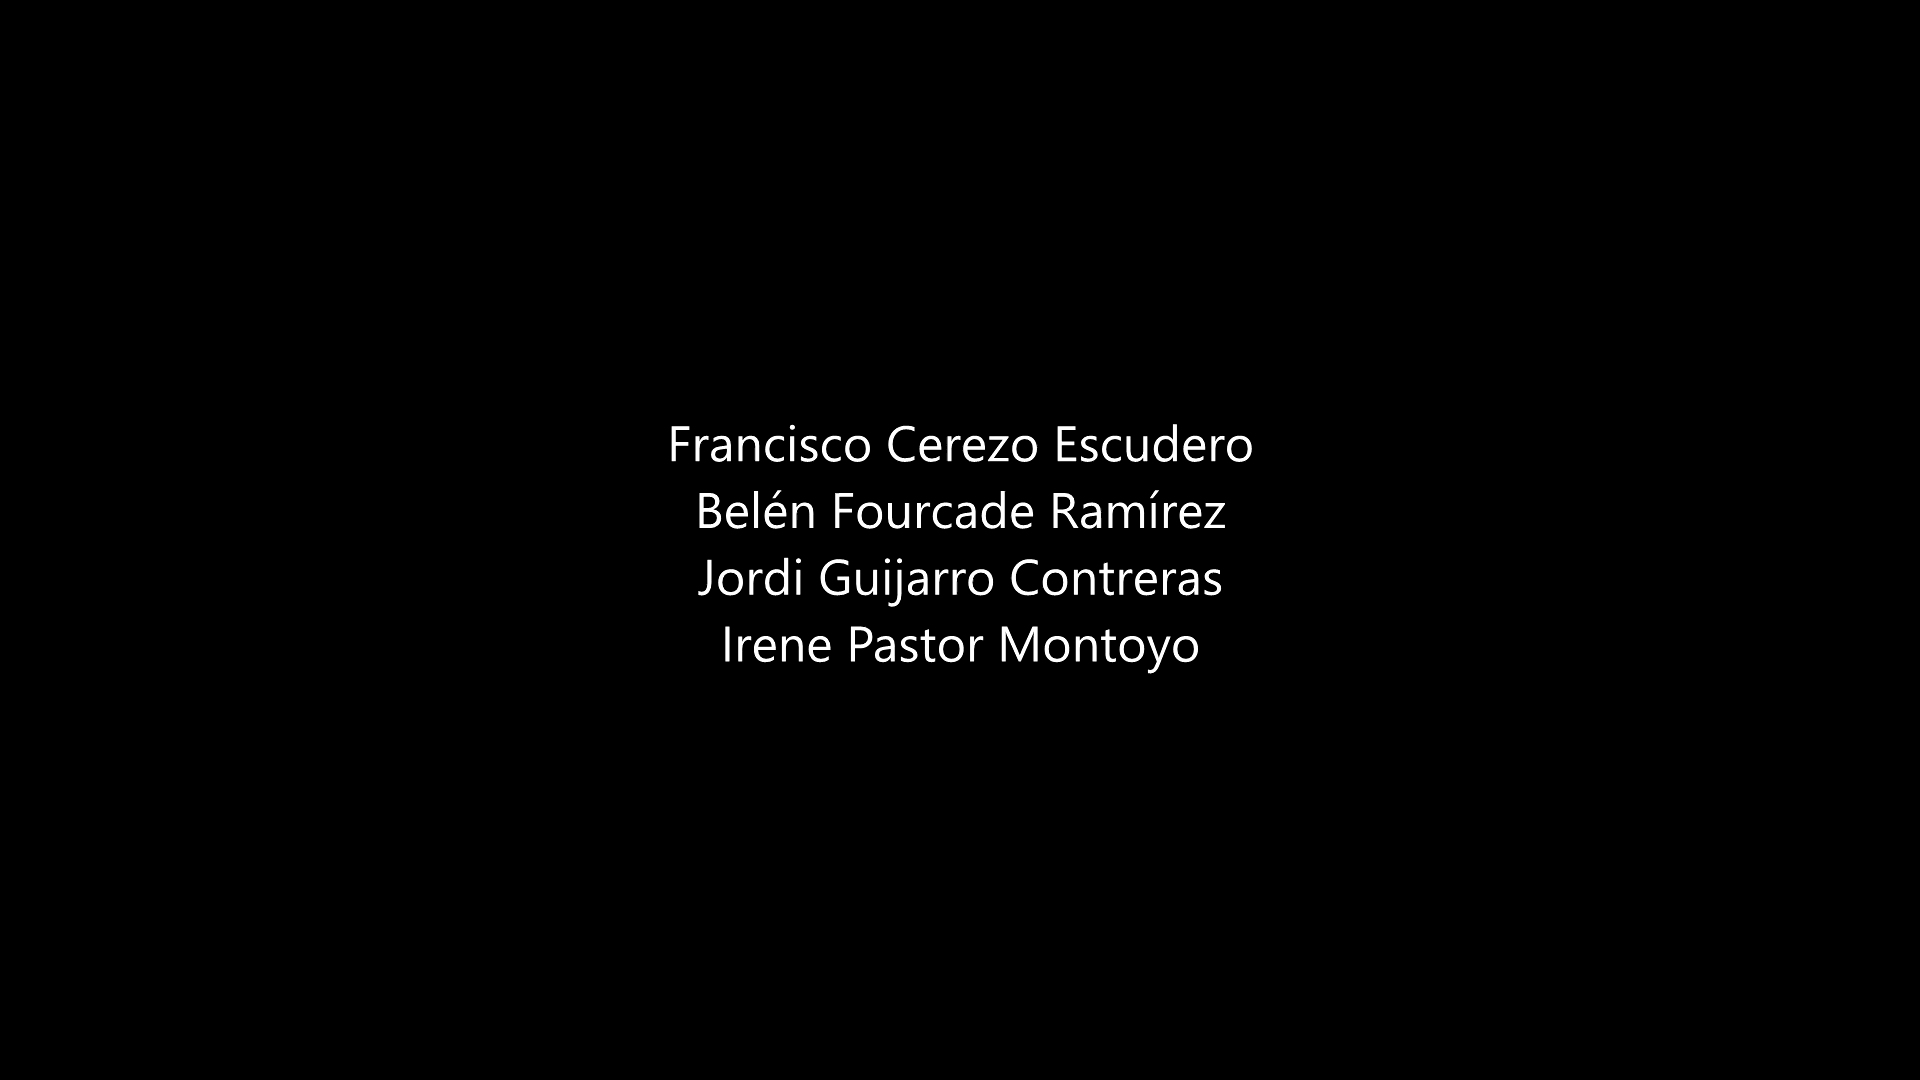 Francisco Cerezo Escudero
Belén Fourcade Ramírez
Jordi Guijarro Contreras
Irene Pastor Montoyo